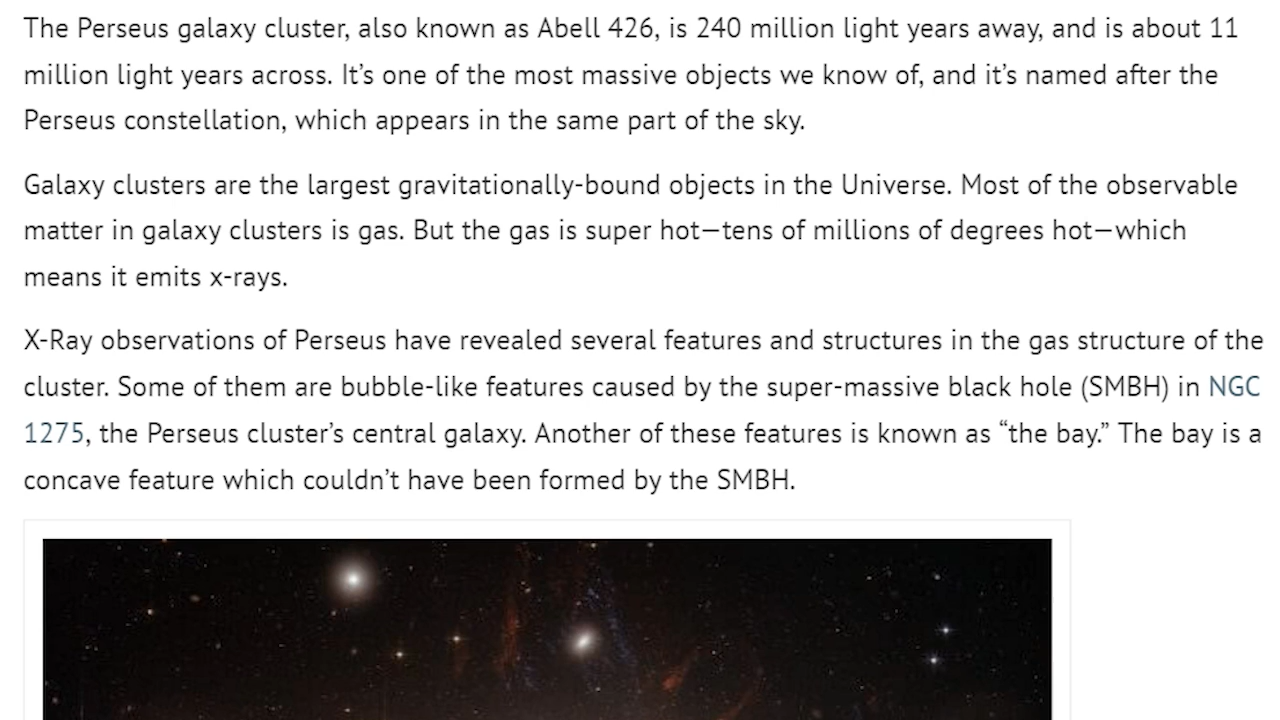 The Perseus galaxy cluster, also known as Abell 426, is 240 million light years away, and is about 11
million light years across. It’s one of the most massive objects we know of, and it’s named after the
Perseus constellation, which appears in the same part of the sky.
Galaxy clusters are the largest gravitationally-bound objects in the Universe. Most of the observable
matter in galaxy clusters is gas. But the gas is super hot—tens of millions of degrees hot—which
means it emits x-rays.
X-Ray observations of Perseus have revealed several features and structures in the gas structure of the
cluster. Some of them are bubble-like features caused by the super-massive black hole (SMBH) in NGC
1275, the Perseus cluster’s central galaxy. Another of these features is known as “the bay.” The bay is a
concave feature which couldn’t have been formed by the SMBH.